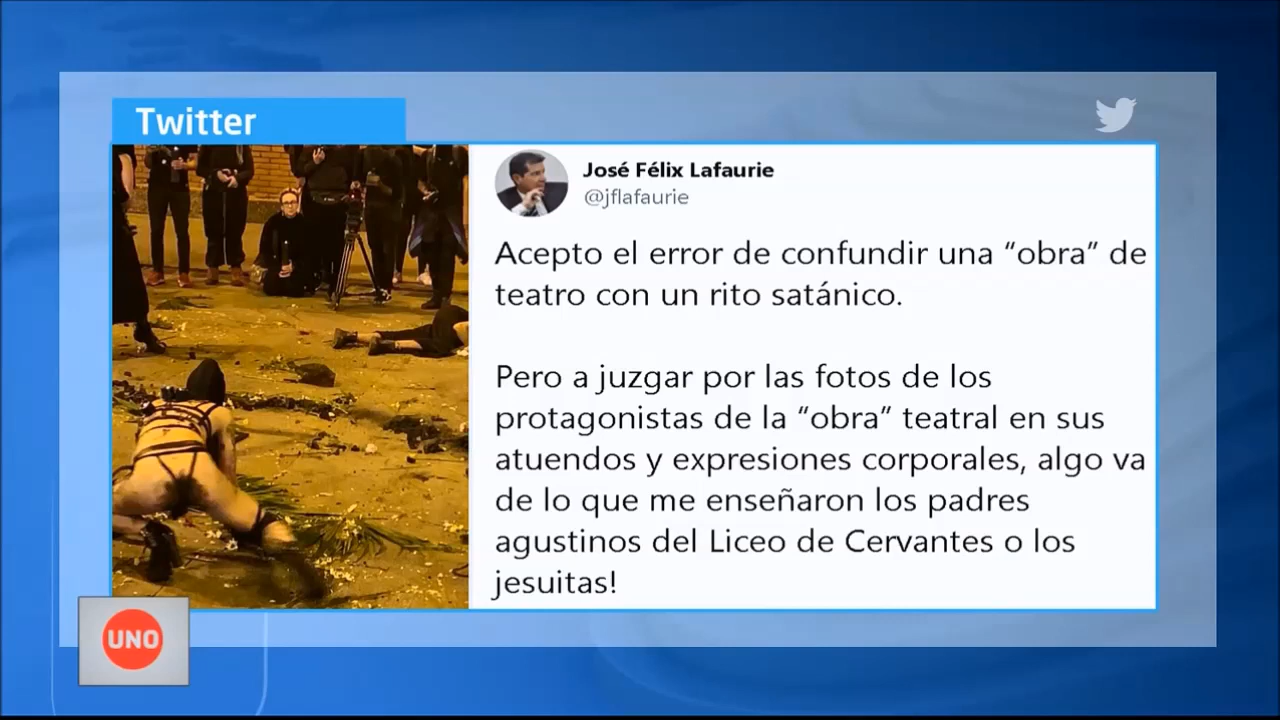 Twitter
José Félix Lafaurie
@jflafaurie
Acepto el error de confundir una “obra” de
teatro con un rito satánico.
Pero a juzgar por las fotos de los
protagonistas de la “obra” teatral en sus
atuendos y expresiones corporales, algo va
de lo que me enseñaron los padres
agustinos del Liceo de Cervantes o los
jesuitas!
UNO